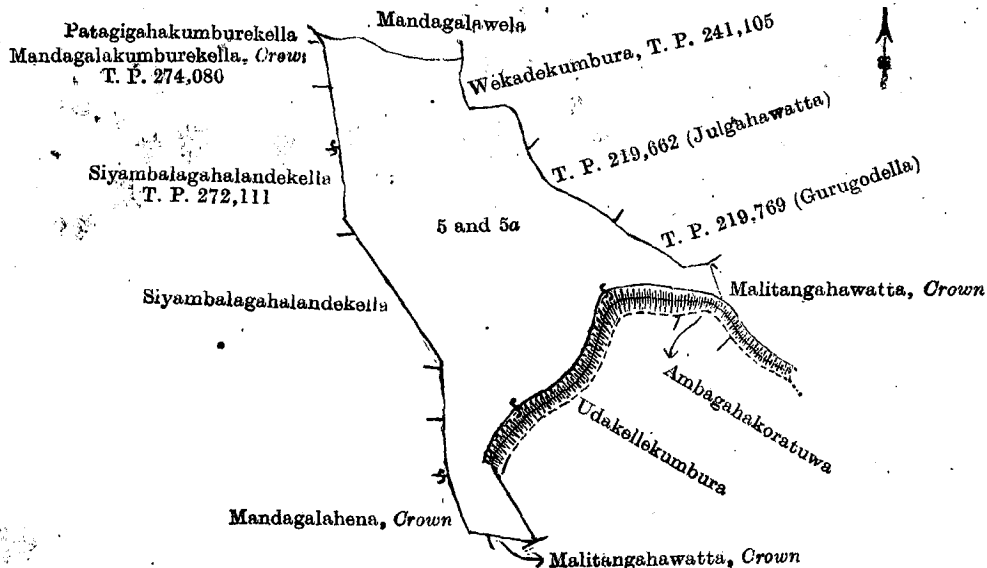 Mandagalawela
Patagigahakumburekella
Mandagalakumburekella, Crown
T. P. 274,080
Wekadekumbura, T. P. 241,105
T. P. 219,662 (Julgahawatta)
Siyambalagahalandekella
T. P. 272,111
T. P. 219,769 (Gurugodella)
5 and 5a
Malitangahawatta, Crown
Siyambalagahalandekella
Ambagahakoratuwa
Udakellekumbura
Mandagalahena, Crown
Malitangahawatta, Crown